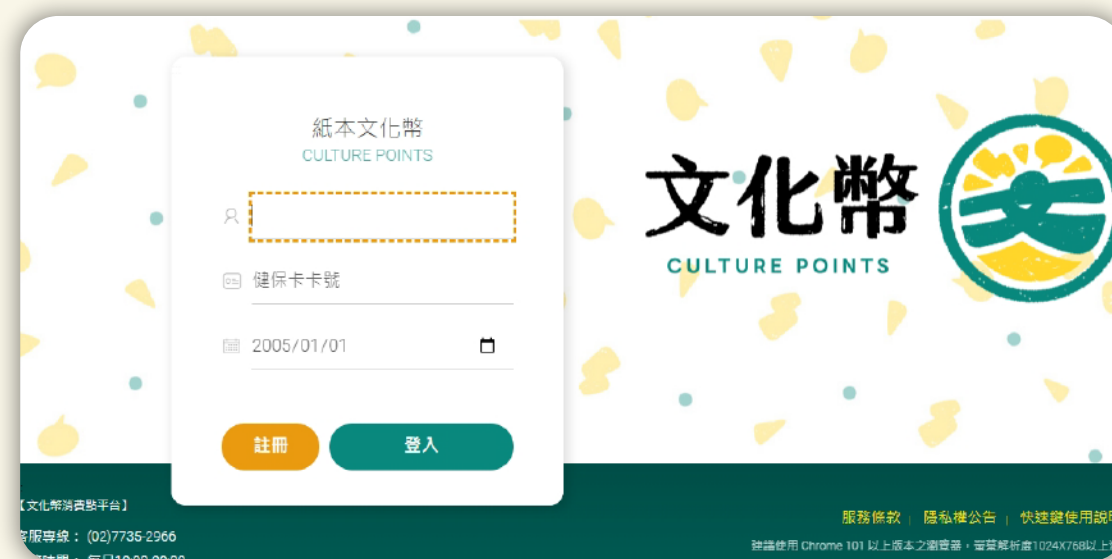 紙本文化幣
CULTURE POINTS
健保卡卡號
2005/01/01
註冊
登入
文化幣
CULTURE POINTS
文
【文化幣消費點平台】
客服專線： (02)7735-2966
服務條款 | 隱私權公告 | 快速鍵使用說明
建議使用 Chrome 101 以上版本之瀏覽器，螢幕解析度1024X768以上